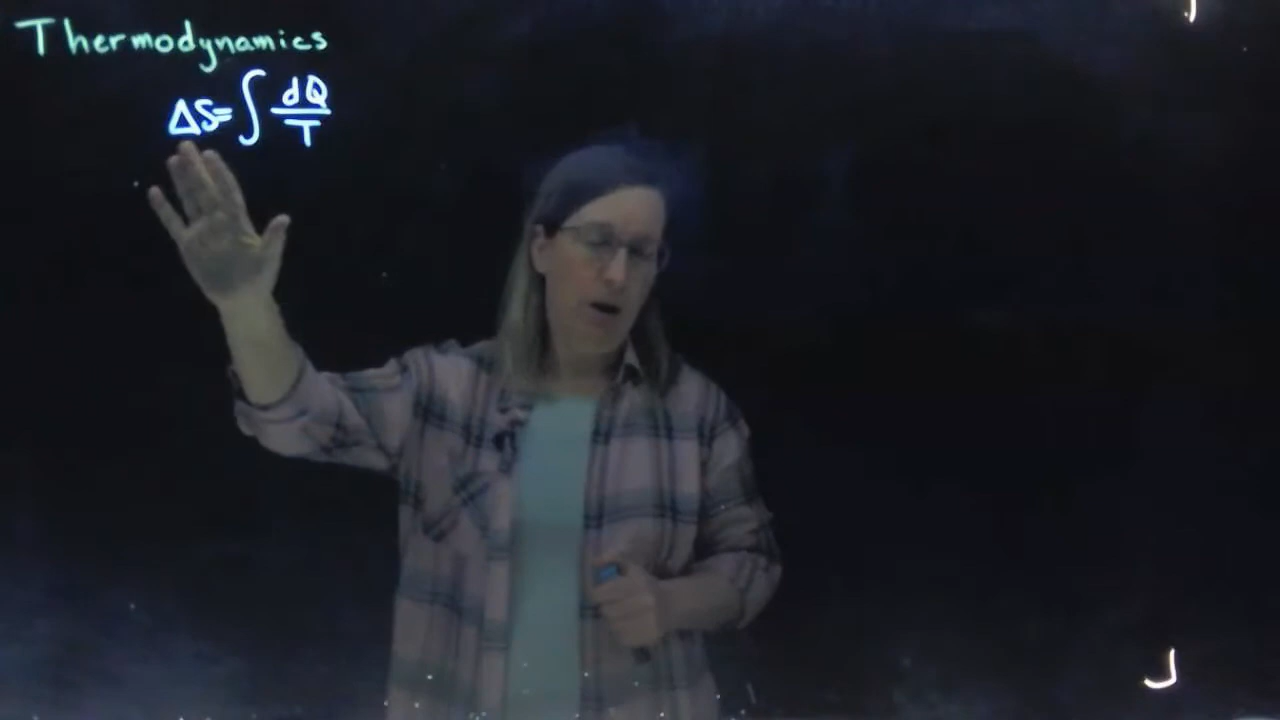 Thermodynamics
ΔS = ∫ dQ/T